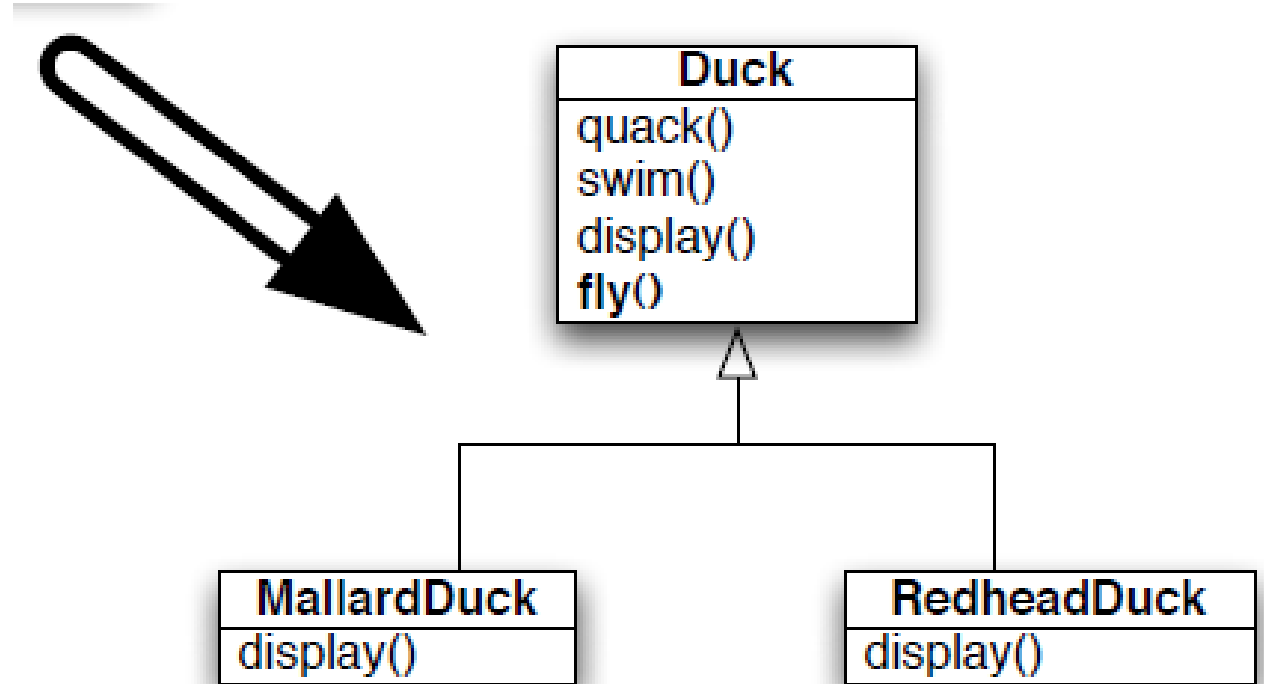 Duck
quack()
swim()
display()
fly()
MallardDuck
display()
RedheadDuck
display()